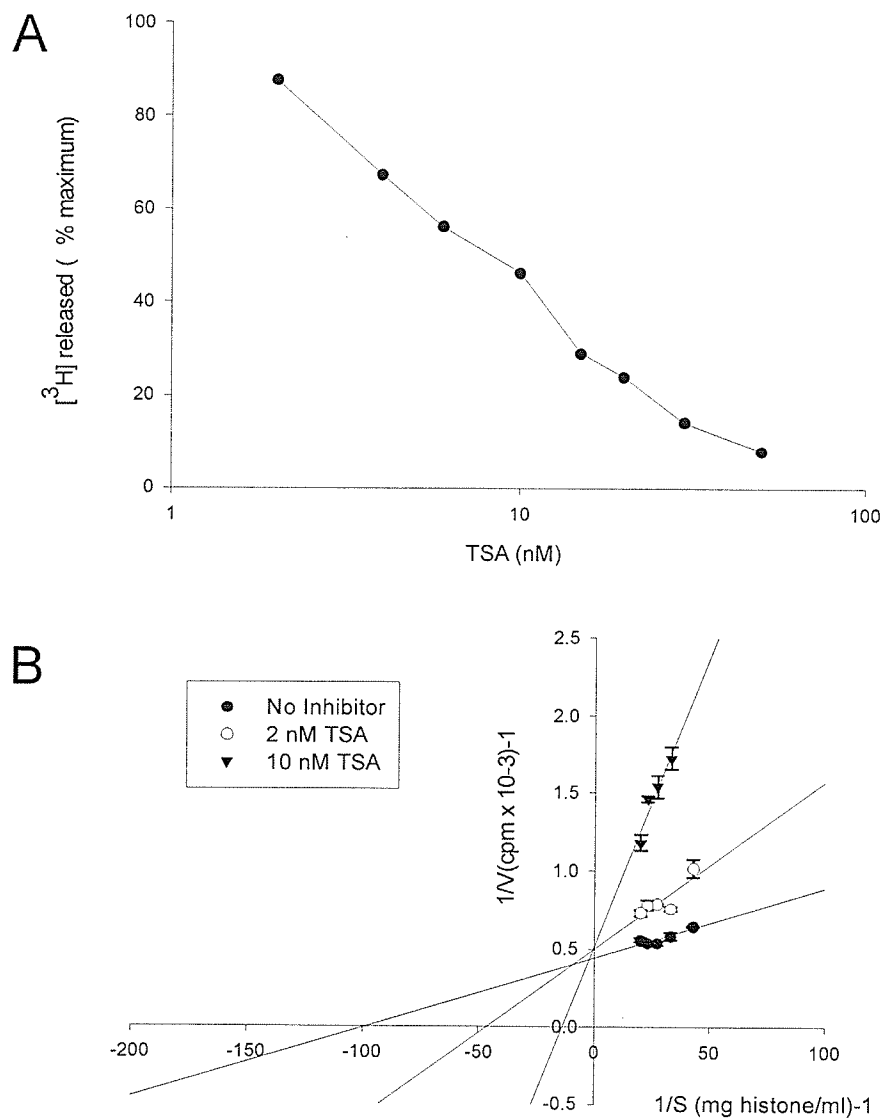 A
100
80
60
40
20
0
[³H] released ( % maximum)
1
10
100
TSA (nM)
B
No Inhibitor
2 nM TSA
10 nM TSA
2.5
2.0
1.5
1.0
0.5
0.0
-0.5
1/V(cpm x 10-3)-1
-200
-150
-100
-50
0
50
100
1/S (mg histone/ml)-1